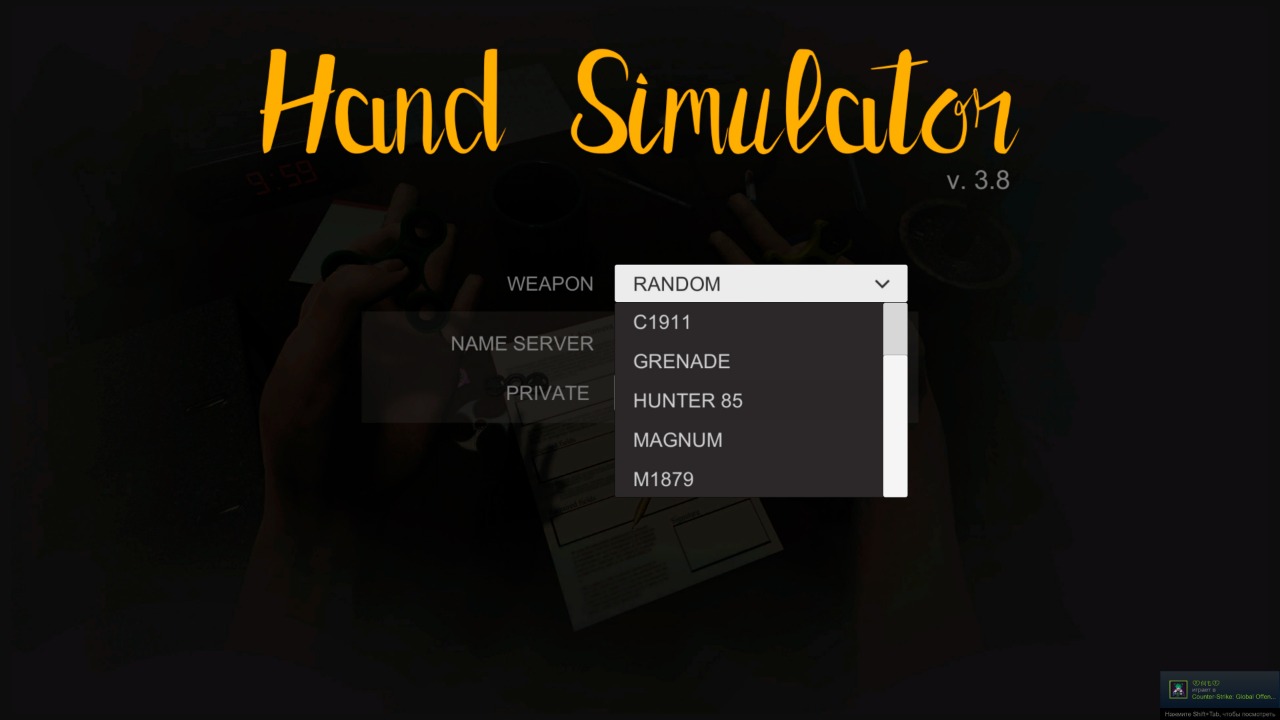 Hand Simulator
v. 3.8
9:59
WEAPON
RANDOM
C1911
GRENADE
HUNTER 85
MAGNUM
M1879
NAME SERVER
PRIVATE
играет в
Counter-Strike: Global Offen...
Нажмите Shift+Tab, чтобы посмотреть